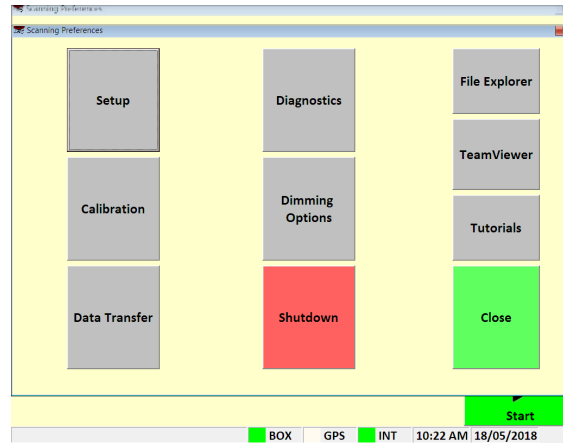 Scanning Preferences
Scanning Preferences
Setup
Diagnostics
File Explorer
TeamViewer
Calibration
Dimming
Options
Tutorials
Data Transfer
Shutdown
Close
Start
BOX GPS INT 10:22 AM 18/05/2018